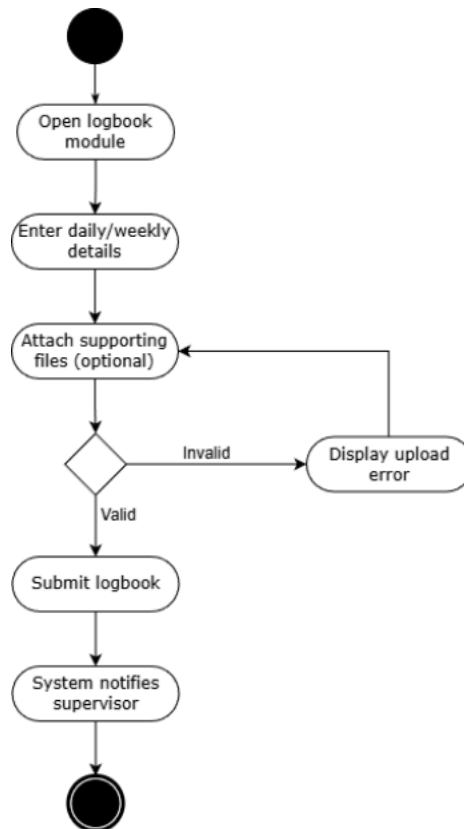 Open logbook
module
Enter daily/weekly
details
Attach supporting
files (optional)
Invalid
Display upload
error
Valid
Submit logbook
System notifies
supervisor